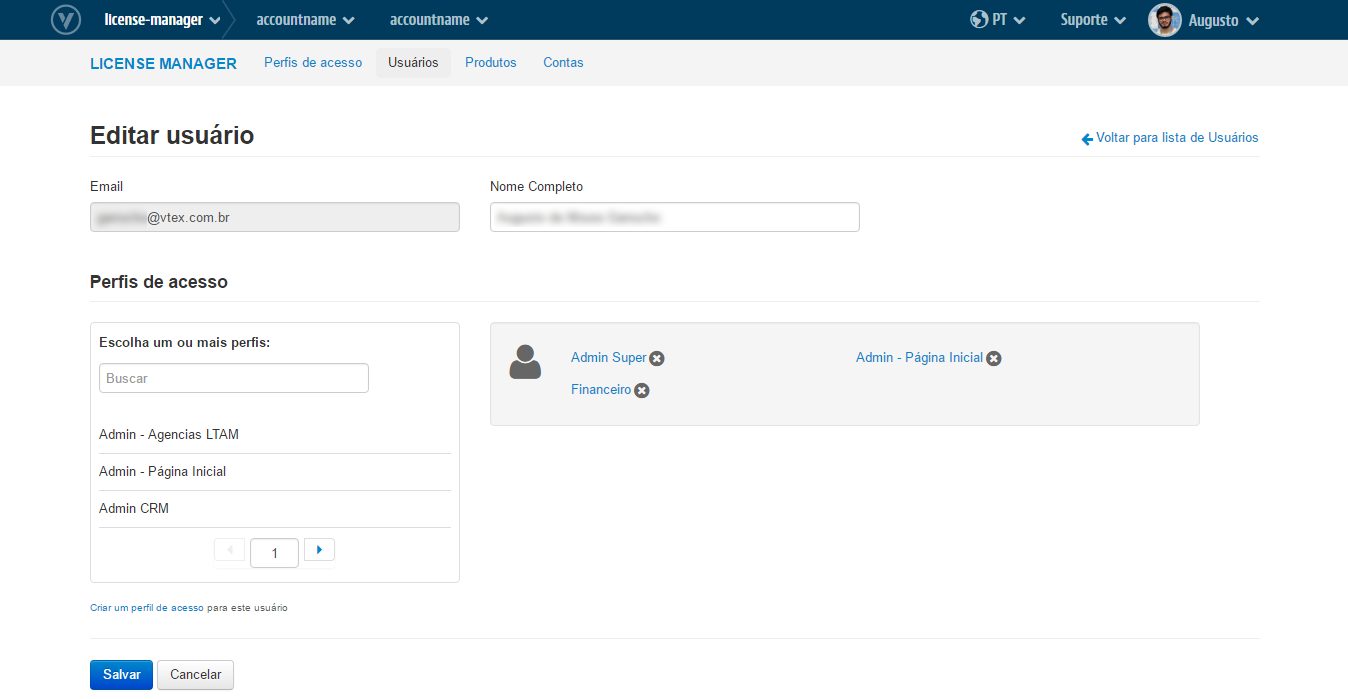 license-manager accountname accountname PT Suporte Augusto
LICENSE MANAGER Perfis de acesso Usuários Produtos Contas
Editar usuário
Voltar para lista de Usuários
Email Nome Completo
@vtex.com.br
Perfis de acesso
Escolha um ou mais perfis:
Buscar
Admin - Agencias LTAM
Admin - Página Inicial
Admin CRM
1
Admin Super Admin - Página Inicial
Financeiro
Criar um perfil de acesso para este usuário
Salvar Cancelar